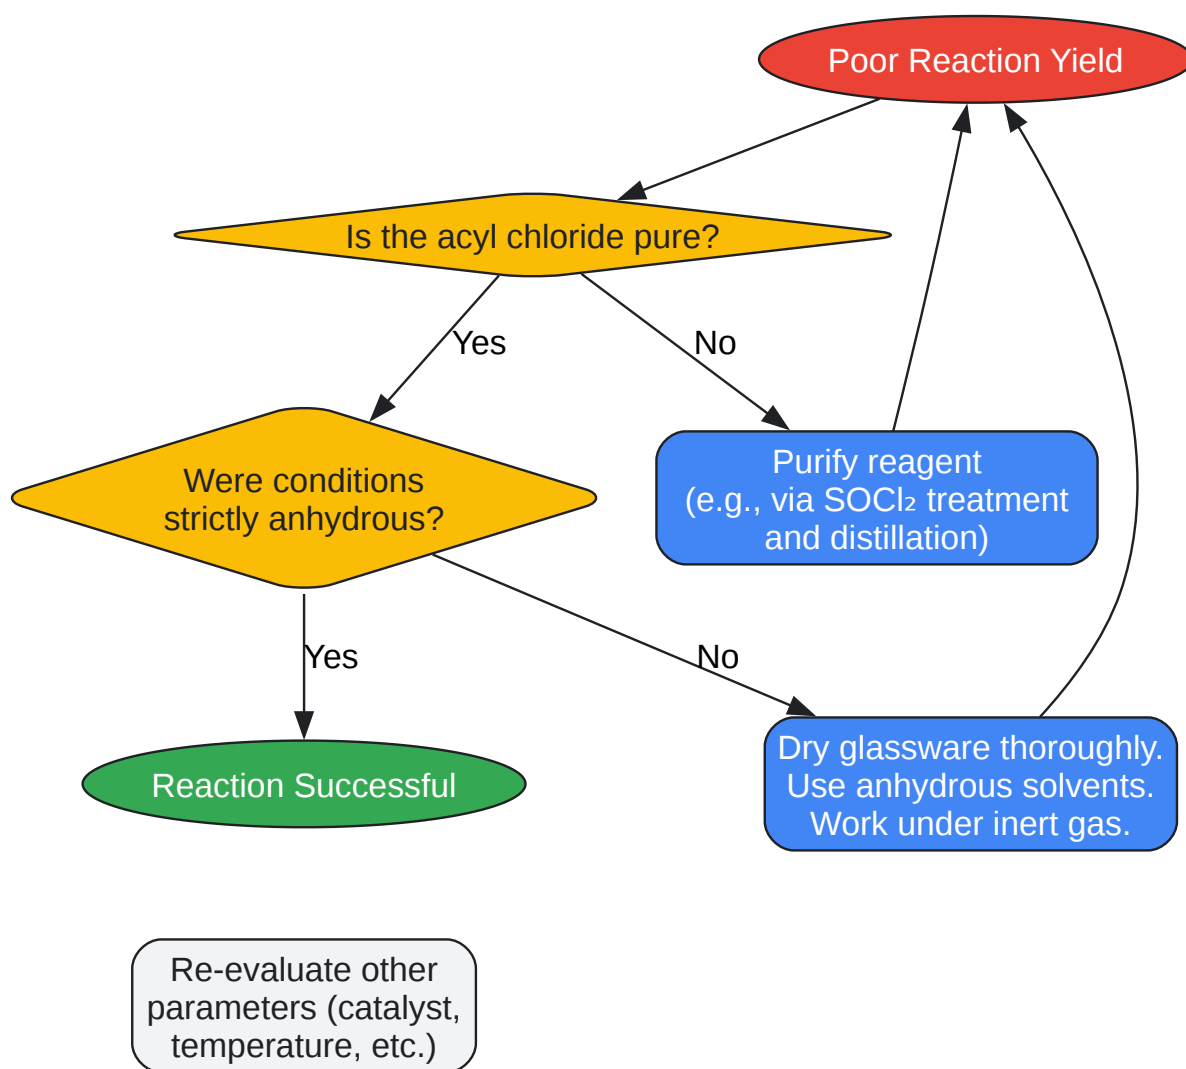 Poor Reaction Yield
Is the acyl chloride pure?
Yes
No
Were conditions
strictly anhydrous?
Purify reagent
(e.g., via SOCl₂ treatment
and distillation)
Yes
No
Reaction Successful
Dry glassware thoroughly.
Use anhydrous solvents.
Work under inert gas.
Re-evaluate other
parameters (catalyst,
temperature, etc.)